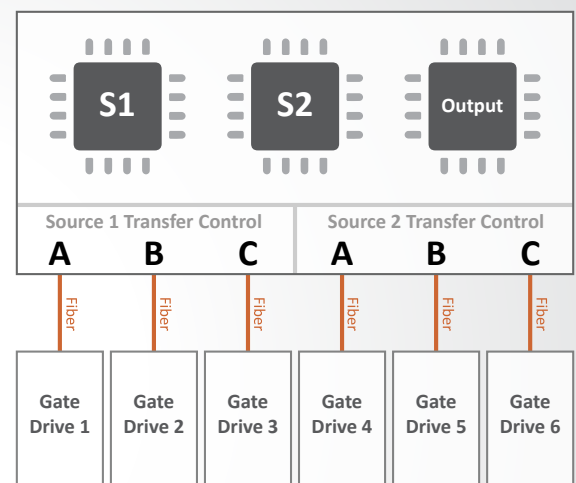 S1
S2
Output
Source 1 Transfer Control
Source 2 Transfer Control
A
B
C
A
B
C
Fiber
Fiber
Fiber
Fiber
Fiber
Fiber
Gate
Drive 1
Gate
Drive 2
Gate
Drive 3
Gate
Drive 4
Gate
Drive 5
Gate
Drive 6